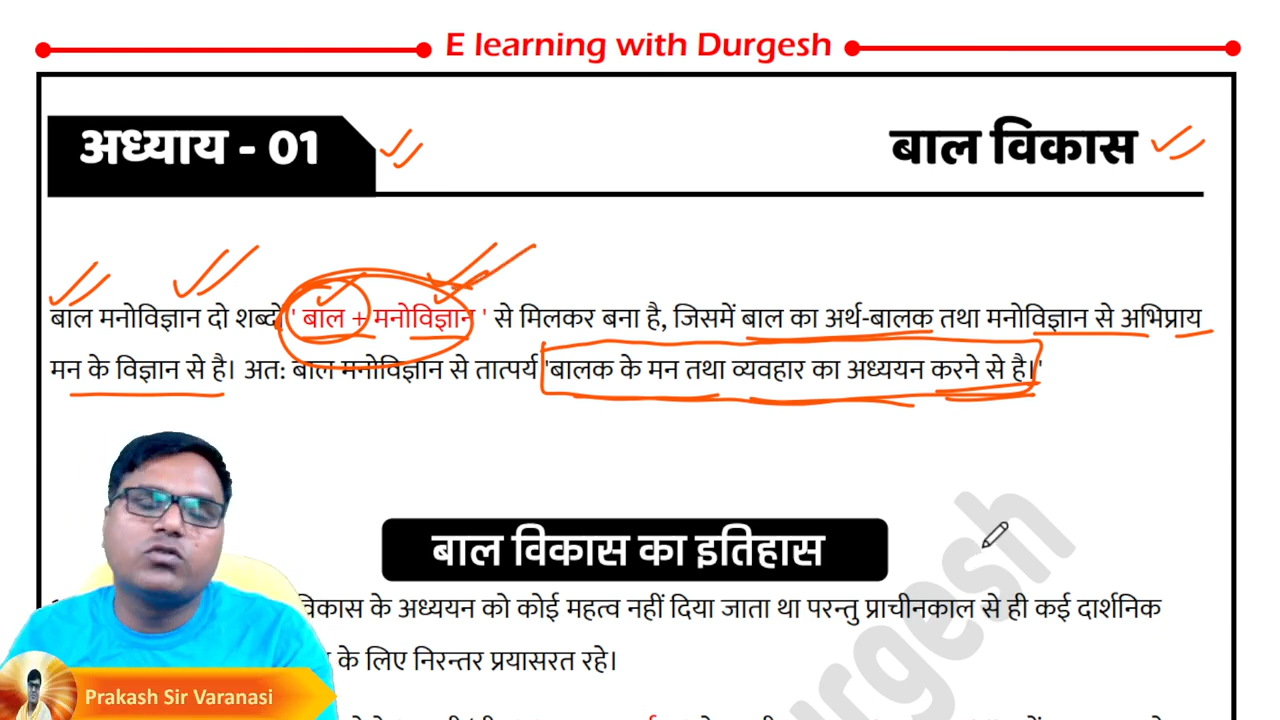 E learning with Durgesh
अध्याय - 01
बाल विकास
बाल मनोविज्ञान दो शब्दों ' बाल + मनोविज्ञान ' से मिलकर बना है, जिसमें बाल का अर्थ-बालक तथा मनोविज्ञान से अभिप्राय
मन के विज्ञान से है। अत: बाल मनोविज्ञान से तात्पर्य 'बालक के मन तथा व्यवहार का अध्ययन करने से है।'
बाल विकास का इतिहास
विकास के अध्ययन को कोई महत्व नहीं दिया जाता था परन्तु प्राचीनकाल से ही कई दार्शनिक
के लिए निरन्तर प्रयासरत रहे।
Prakash Sir Varanasi